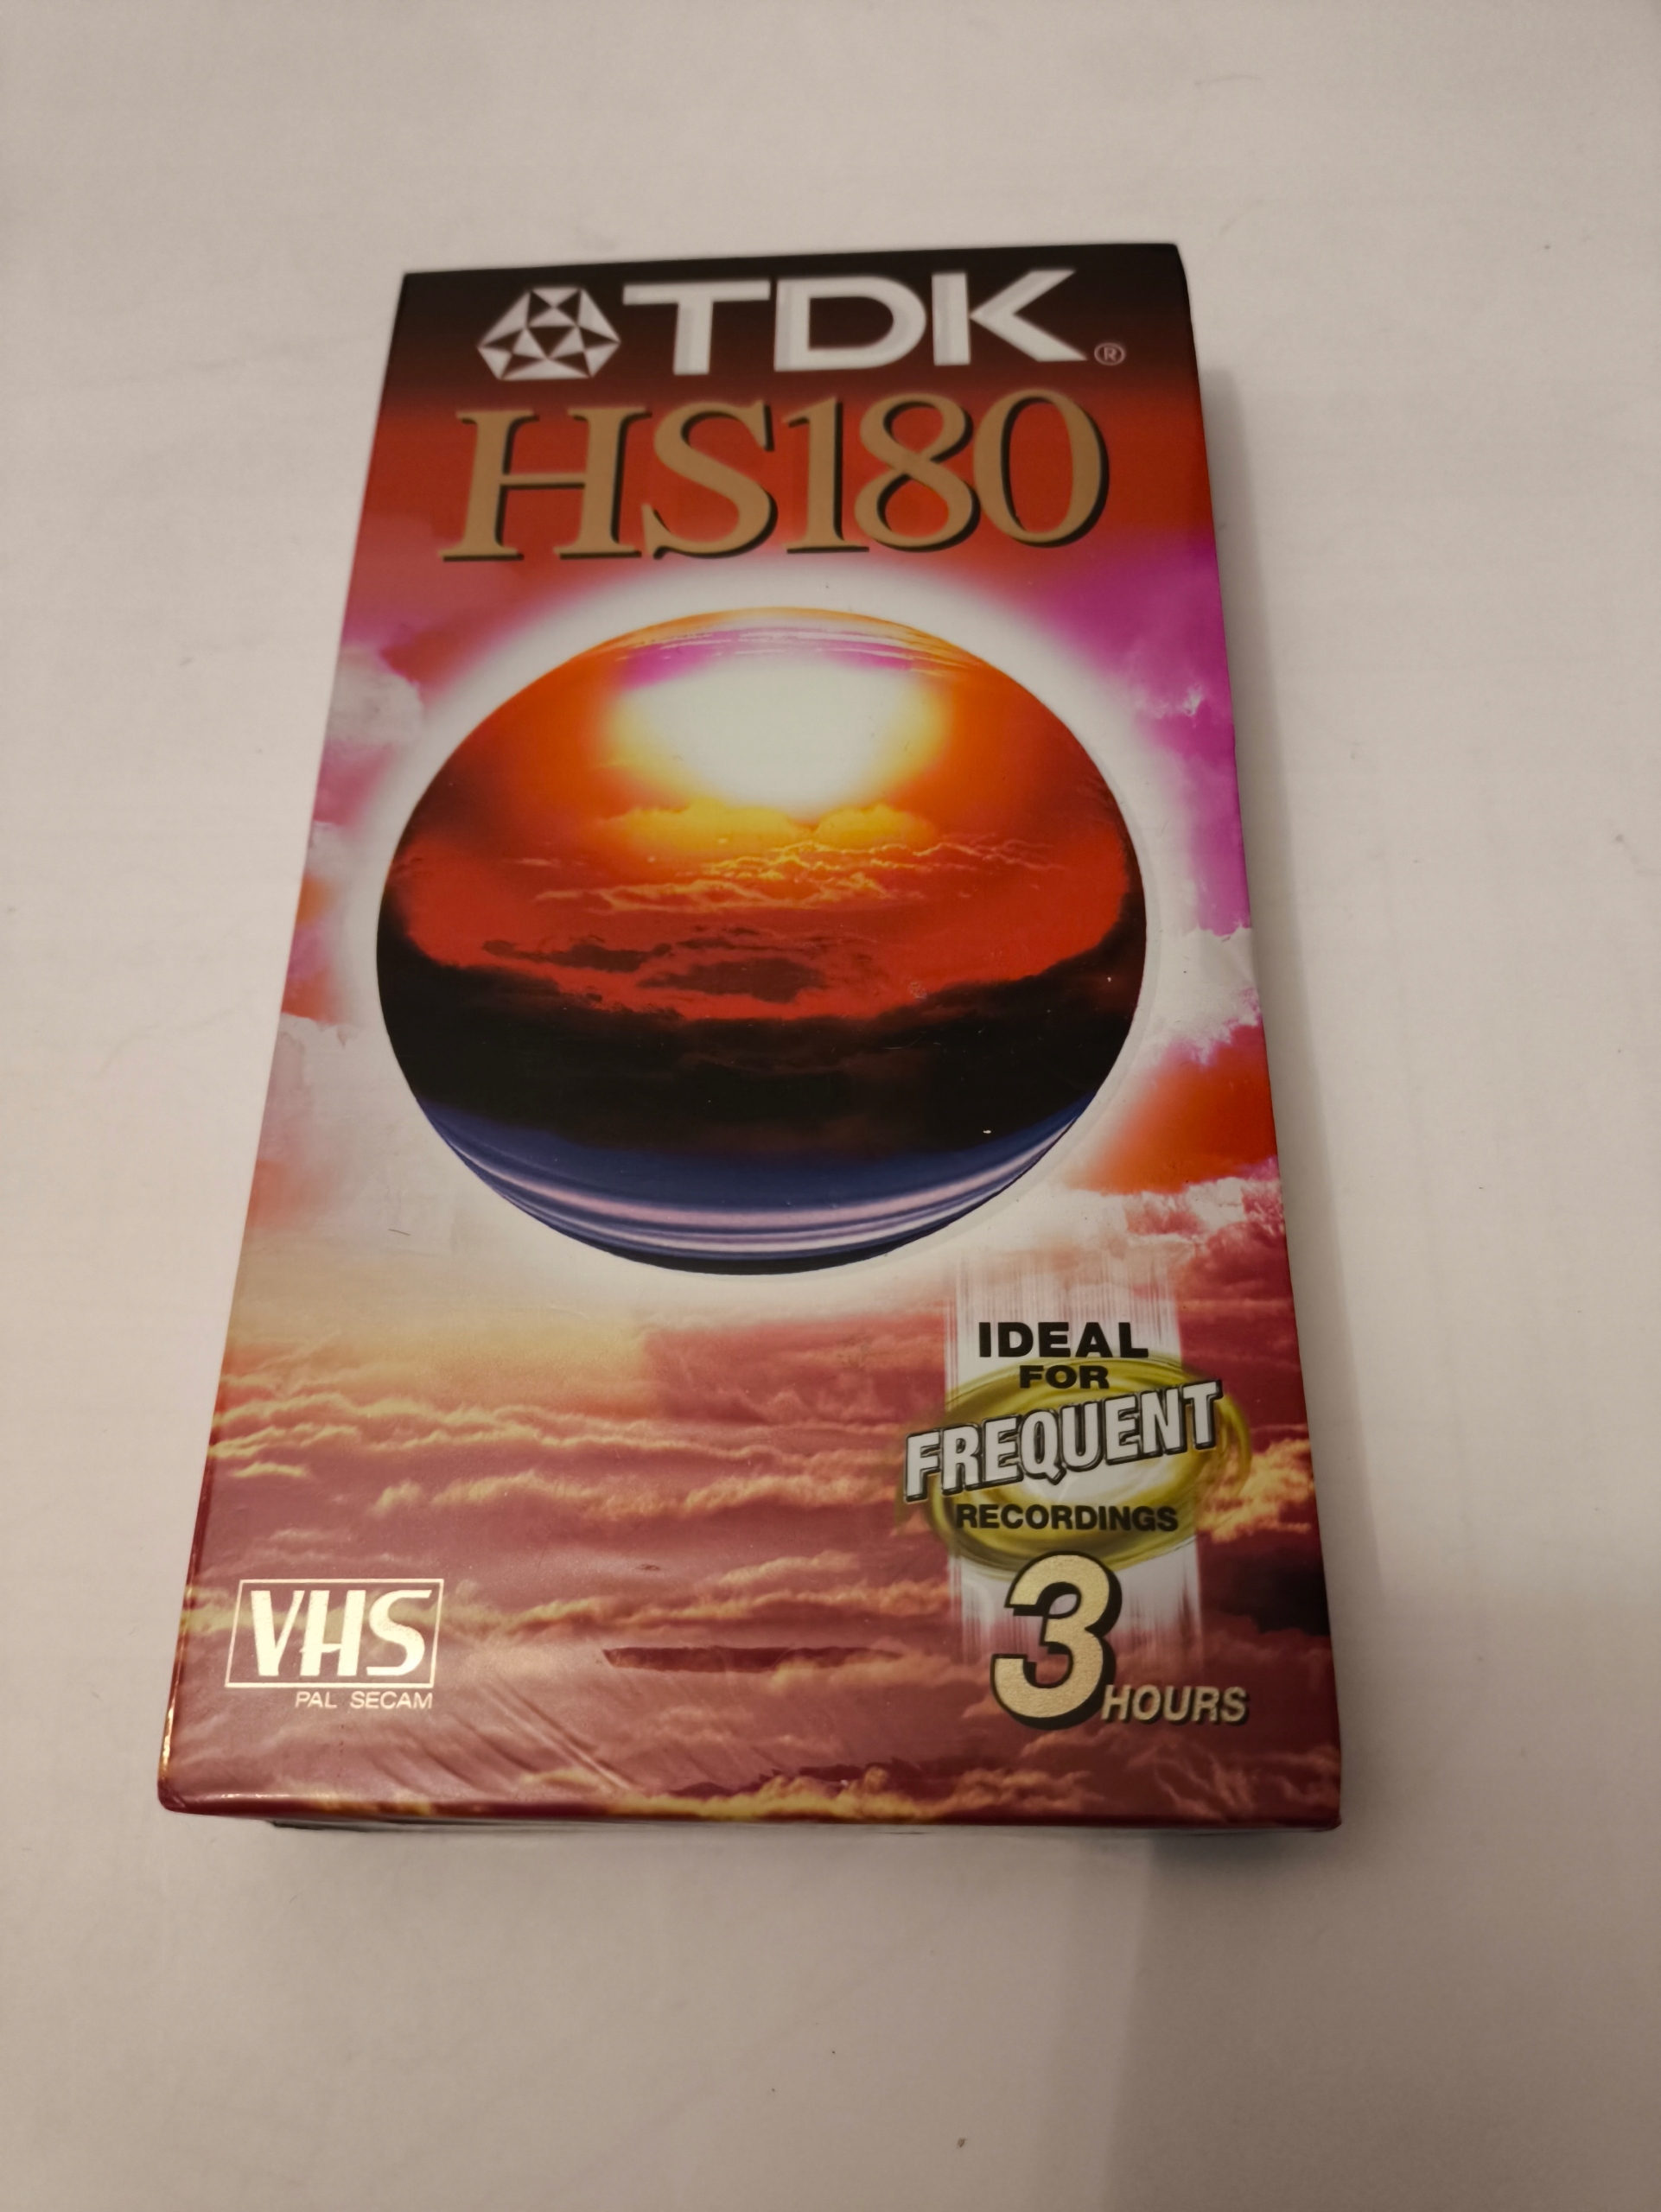 TDK®
HS180
IDEAL
FOR
FREQUENT
RECORDINGS
3 HOURS
VHS
PAL SECAM